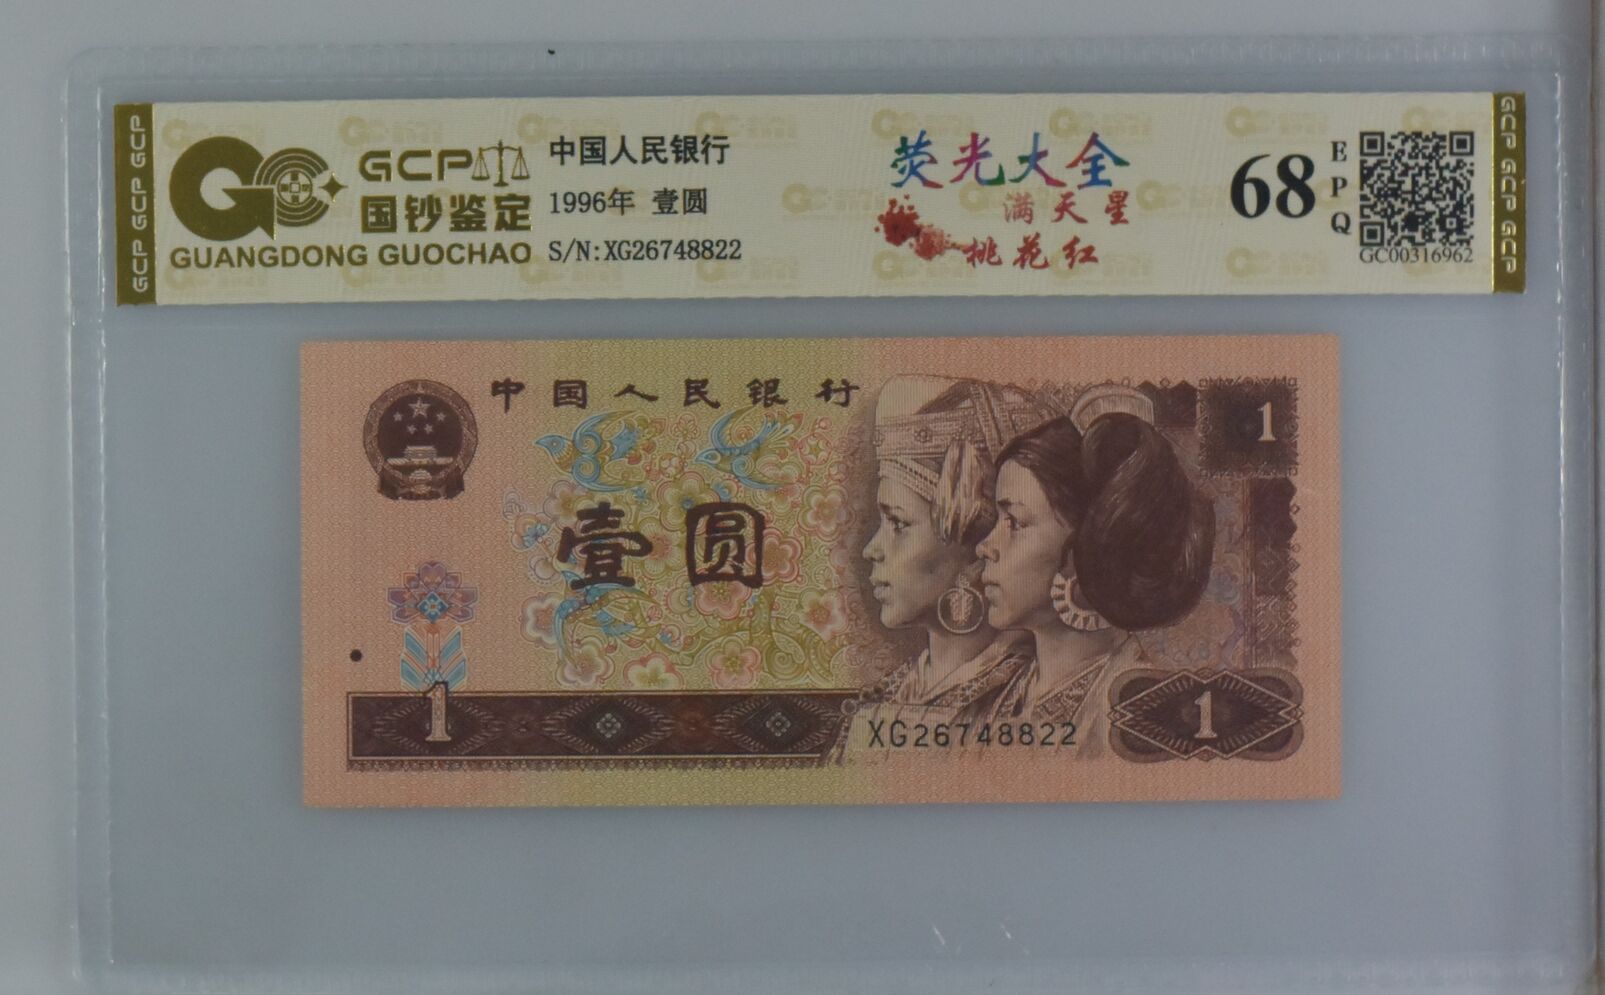 GCP GCP GCP
GCP
国钞鉴定
GUANGDONG GUOCHAO
中国人民银行
1996年 壹圆
S/N:XG26748822
荧光大全
满天星
桃花红
68
EPQ
GC00316962
GCP GCP GCP
中国人民银行
1
壹圆
1
XG26748822
1